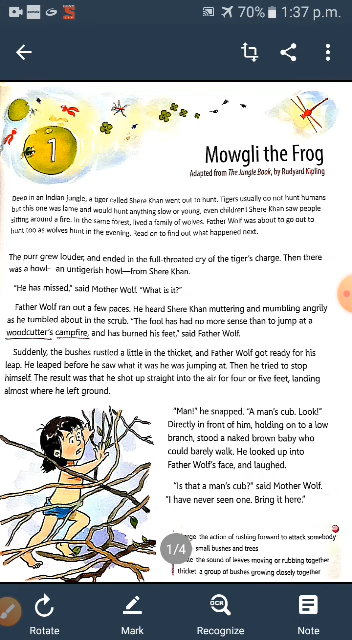 70% 1:37 p.m.
1
Mowgli the Frog
Adapted from The Jungle Book, by Rudyard Kipling
Deep in an Indian jungle, a tiger called Shere Khan went out to hunt. Tigers usually do not hunt humans
but this one was lame and would hunt anything slow or young, even children! Shere Khan saw people
sitting around a fire. In the same forest, lived a family of wolves. Father Wolf was about to go out to
hunt too as wolves hunt in the evening. Read on to find out what happened next.
The purr grew louder, and ended in the full-throated cry of the tiger's charge. Then there
was a howl— an untigerish howl—from Shere Khan.
"He has missed," said Mother Wolf. "What is it?"
Father Wolf ran out a few paces. He heard Shere Khan muttering and mumbling angrily
as he tumbled about in the scrub. "The fool has had no more sense than to jump at a
woodcutter's campfire, and has burned his feet," said Father Wolf.
Suddenly, the bushes rustled a little in the thicket, and Father Wolf got ready for his
leap. He leaped before he saw what it was he was jumping at. Then he tried to stop
himself. The result was that he shot up straight into the air for four or five feet, landing
almost where he left ground.
"Man!" he snapped. "A man's cub. Look!"
Directly in front of him, holding on to a low
branch, stood a naked brown baby who
could barely walk. He looked up into
Father Wolf's face, and laughed.
"Is that a man's cub?" said Mother Wolf.
"I have never seen one. Bring it here."
the action of rushing forward to attack somebody
small bushes and trees
the sound of leaves moving or rubbing together
thicket a group of bushes growing closely together
1/4
Rotate
Mark
OCR
Recognize
Note